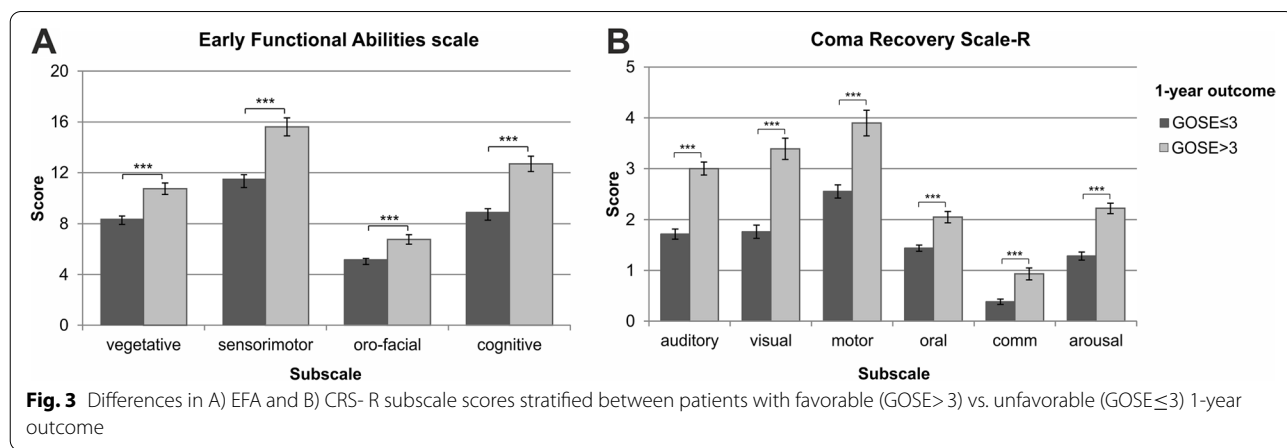 A
Early Functional Abilities scale
20
16
12
8
4
0
Score
***
***
***
***
vegetative
sensorimotor
oro-facial
cognitive
Subscale
B
Coma Recovery Scale-R
5
4
3
2
1
0
Score
***
***
***
***
***
***
auditory
visual
motor
oral
comm
arousal
Subscale
1-year outcome
GOSE≤3
GOSE>3
Fig. 3 Differences in A) EFA and B) CRS- R subscale scores stratified between patients with favorable (GOSE> 3) vs. unfavorable (GOSE≤3) 1-year
outcome